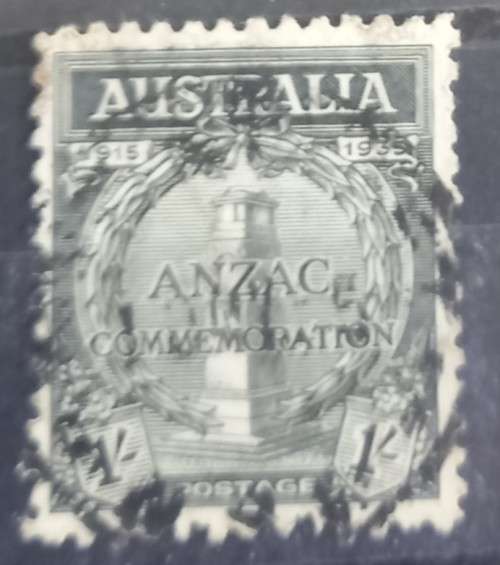 AUSTRALIA
1915 1935
ANZAC
COMMEMORATION
1/- 1/-
POSTAGE